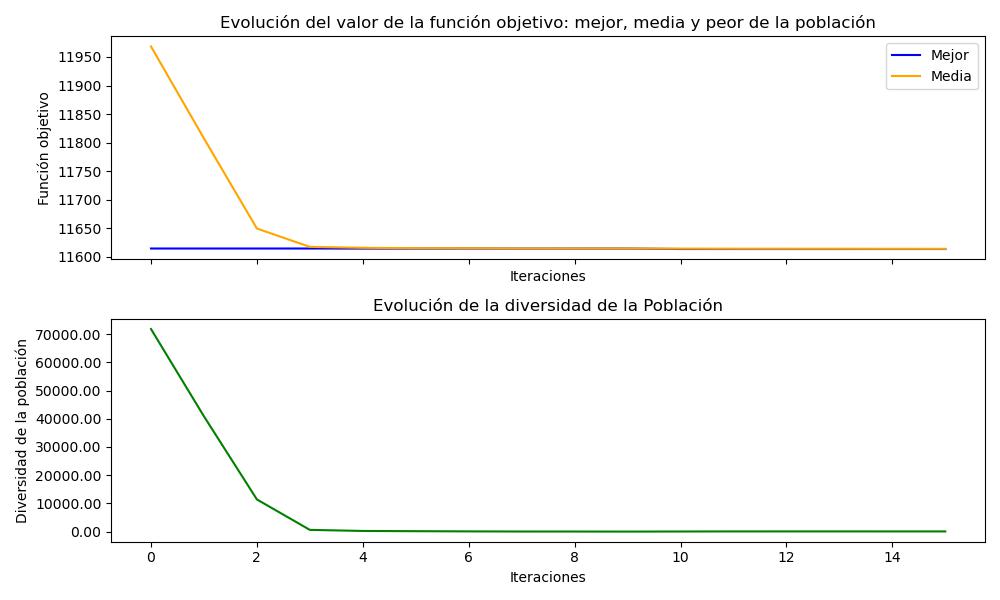 Evolución del valor de la función objetivo: mejor, media y peor de la población
Función objetivo
11950
11900
11850
11800
11750
11700
11650
11600
Mejor
Media
Iteraciones
Evolución de la diversidad de la Población
Diversidad de la población
70000.00
60000.00
50000.00
40000.00
30000.00
20000.00
10000.00
0.00
0 2 4 6 8 10 12 14
Iteraciones